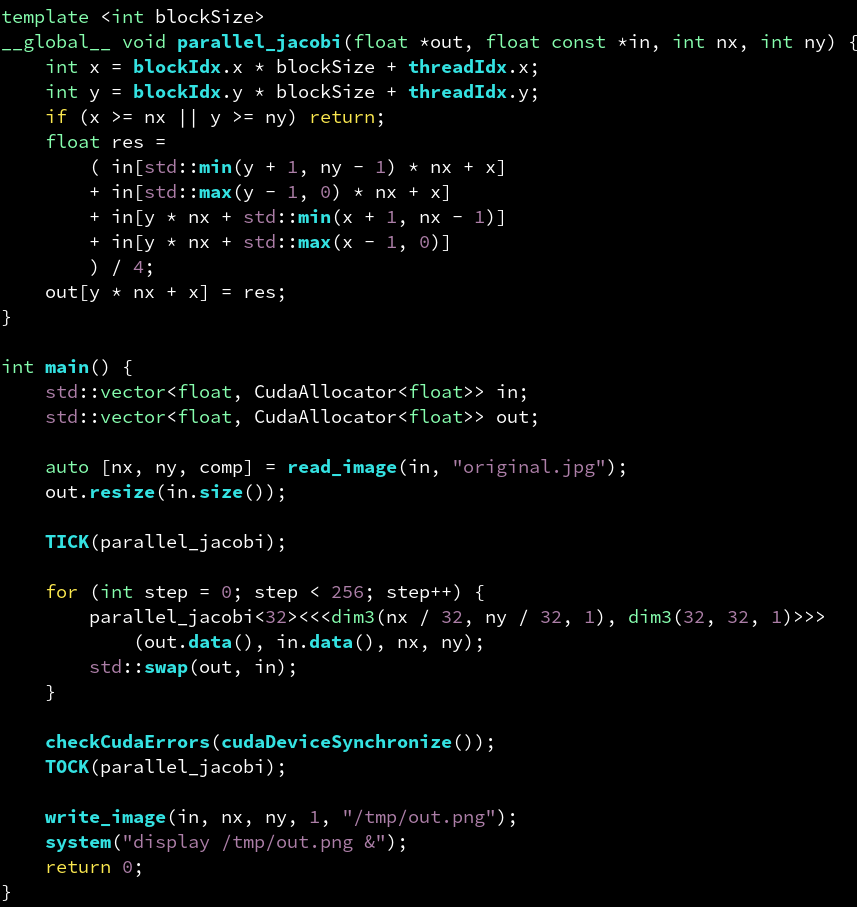 template <int blockSize>
__global__ void parallel_jacobi(float *out, float const *in, int nx, int ny) {
    int x = blockIdx.x * blockSize + threadIdx.x;
    int y = blockIdx.y * blockSize + threadIdx.y;
    if (x >= nx || y >= ny) return;
    float res =
        ( in[std::min(y + 1, ny - 1) * nx + x]
        + in[std::max(y - 1, 0) * nx + x]
        + in[y * nx + std::min(x + 1, nx - 1)]
        + in[y * nx + std::max(x - 1, 0)]
        ) / 4;
    out[y * nx + x] = res;
}

int main() {
    std::vector<float, CudaAllocator<float>> in;
    std::vector<float, CudaAllocator<float>> out;

    auto [nx, ny, comp] = read_image(in, "original.jpg");
    out.resize(in.size());

    TICK(parallel_jacobi);

    for (int step = 0; step < 256; step++) {
        parallel_jacobi<32><<<dim3(nx / 32, ny / 32, 1), dim3(32, 32, 1)>>>
            (out.data(), in.data(), nx, ny);
        std::swap(out, in);
    }

    checkCudaErrors(cudaDeviceSynchronize());
    TOCK(parallel_jacobi);

    write_image(in, nx, ny, 1, "/tmp/out.png");
    system("display /tmp/out.png &");
    return 0;
}